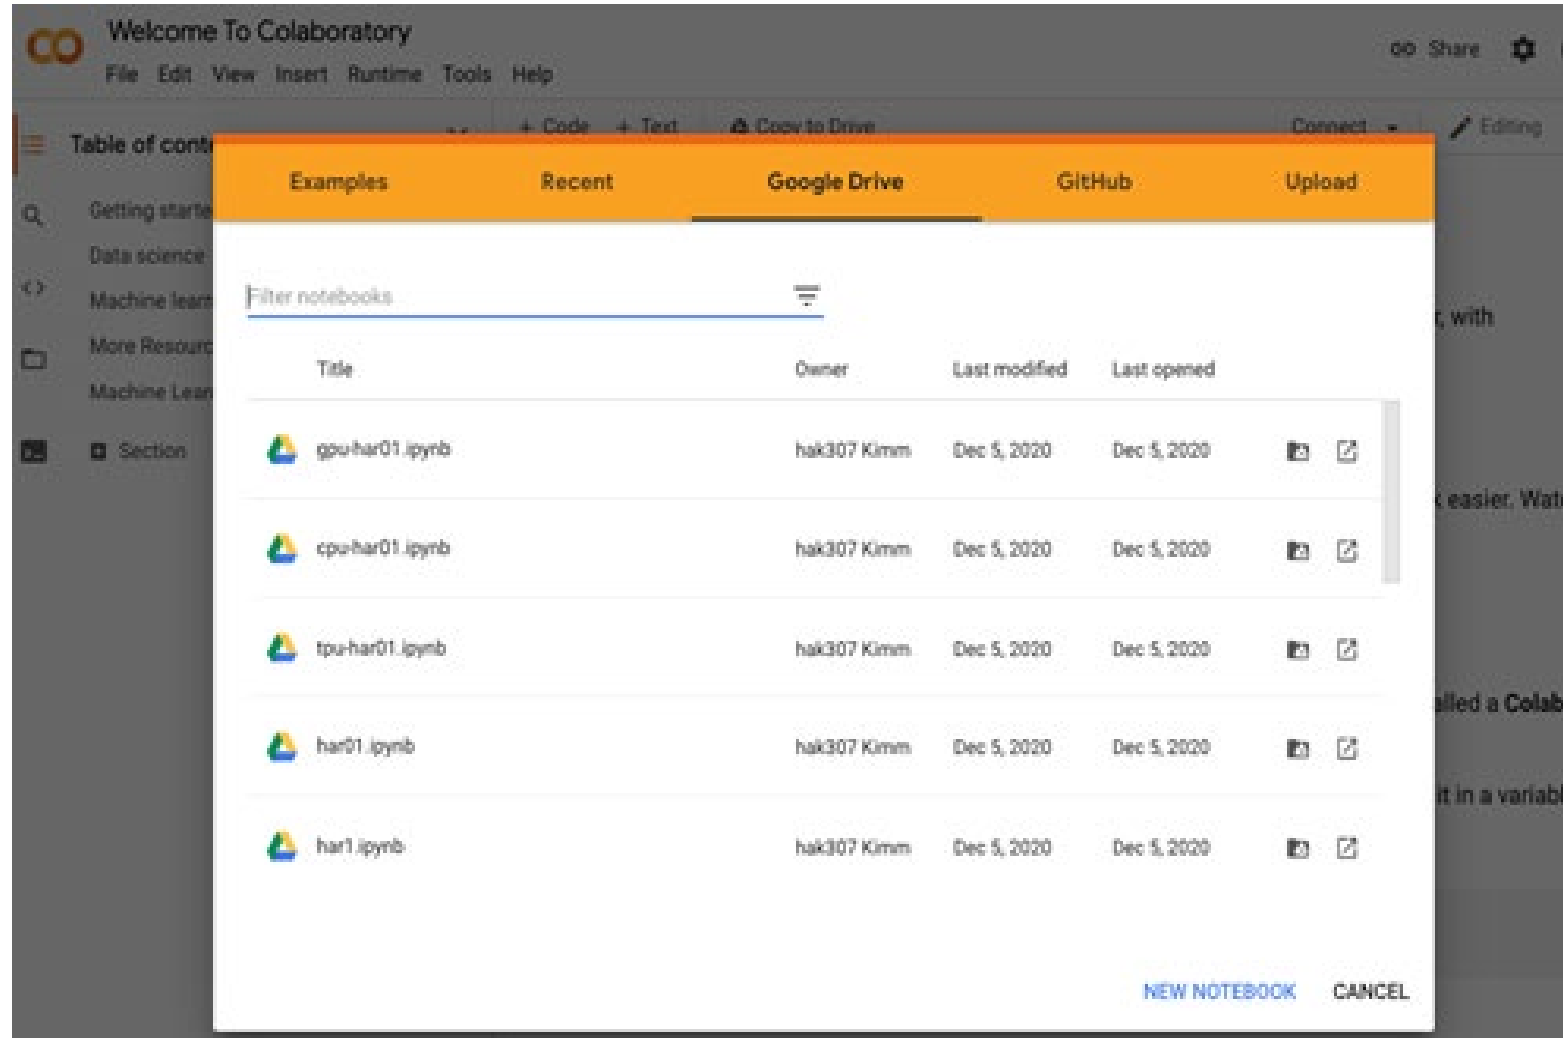 Welcome To Colaboratory
File Edit View Insert Runtime Tools Help
Share
+ Code + Text Copy to Drive
Connect Editing
Table of conte
Examples Recent Google Drive GitHub Upload
Getting starte
Data science
Machine learn
More Resourc
Machine Lear
Section
Filter notebooks
r, with
Title Owner Last modified Last opened
gpu-har01.ipynb hak307 Kimm Dec 5, 2020 Dec 5, 2020
k easier. Wat
cpu-har01.ipynb hak307 Kimm Dec 5, 2020 Dec 5, 2020
tpu-har01.ipynb hak307 Kimm Dec 5, 2020 Dec 5, 2020
alled a Colab
har01.ipynb hak307 Kimm Dec 5, 2020 Dec 5, 2020
it in a variabl
har1.ipynb hak307 Kimm Dec 5, 2020 Dec 5, 2020
NEW NOTEBOOK CANCEL